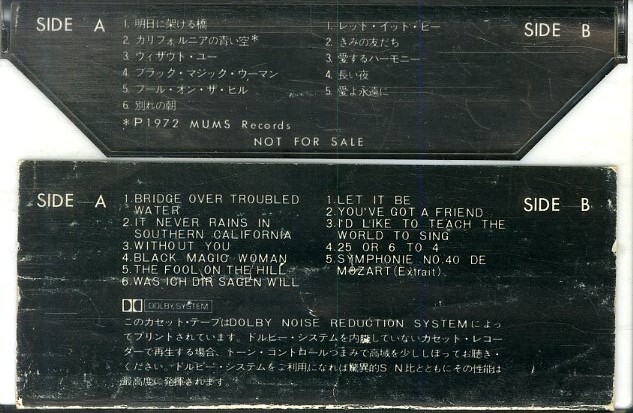 SIDE A
1. 明日に架ける橋
2. カリフォルニアの青い空*
3. ヴィザウト・ユー
4. ブラック・マジック・ウーマン
5. フール・オン・ザ・ヒル
6. 別れの朝
*P1972 MUMS Records
NOT FOR SALE
SIDE B
1. レット・イット・ビー
2. きみの友だち
3. 愛するハーモニー
4. 長い夜
5. 愛よ永遠に
SIDE A
1.BRIDGE OVER TROUBLED
WATER
2.IT NEVER RAINS IN
SOUTHERN CALIFORNIA
3.WITHOUT YOU
4.BLACK MAGIC WOMAN
5.THE FOOL ON THE HILL
6.WAS ICH DIR SAGEN WILL
SIDE B
1.LET IT BE
2.YOU'VE GOT A FRIEND
3.I'D LIKE TO TEACH THE
WORLD TO SING
4.25 OR 6 TO 4
5.SYMPHONIE NO.40 DE
MOZART(Extrait)
DOLBY SYSTEM
このカセット・テープはDOLBY NOISE REDUCTION SYSTEMによっ
てプリントされています。ドルビー・システムを内臓していないカセット・レコー
ダーで再生する場合、トーン・コントロールつまみで高域を少ししぼってお聴き
ください。ドルビー・システムをご利用になれば驚異的S N比とともにその性能は
最高度に発揮されます。